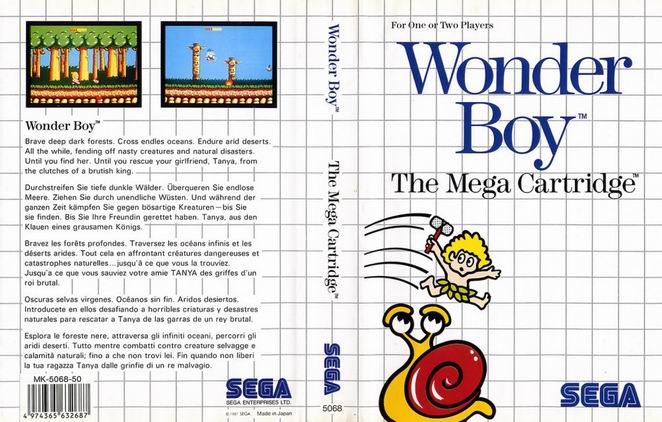 Wonder Boy™
Brave deep dark forests. Cross endles oceans. Endure arid deserts.
All the while, fending off nasty creatures and natural disasters.
Until you find her. Until you rescue your girlfriend, Tanya, from
the clutches of a brutish king.
Durchstreifen Sie tiefe dunkle Wälder. Überqueren Sie endlose
Meere. Ziehen Sie durch unendliche Wüsten. Und während der
ganzen Zeit kämpfen Sie gegen bösartige Kreaturen – bis Sie
sie finden. Bis Sie Ihre Freundin gerettet haben. Tanya, aus den
Klauen eines grausamen Königs.
Bravez les forêts profondes. Traversez les océans infinis et les
déserts arides. Tout cela en affrontant créatures dangereuses et
catastrophes naturelles...jusqu'à ce que vous la trouviez.
Jusqu'a ce que vous sauviez votre amie TANYA des griffes d'un
roi brutal.
Oscuras selvas virgenes. Océanos sin fin. Aridos desiertos.
Introducete en ellos desafiando a horribles criaturas y desastres
naturales para rescatar a Tanya de las garras de un rey brutal.
Esplora le foreste nere, attraversa gli infiniti oceani, percorri gli
aridi deserti. Tutto mentre combatti contro creature selvagge e
calamità naturali; fino a che non trovi lei. Fin quando non liberi
la tua ragazza Tanya dalle grinfie di un re malvagio.
MK-5068-50
4 974365 632687
SEGA
SEGA ENTERPRISES LTD.
© 1987 SEGA Made in Japan
Wonder Boy™
The Mega Cartridge™
SEGA
5068
For One or Two Players
Wonder
Boy™
The Mega Cartridge™
SEGA